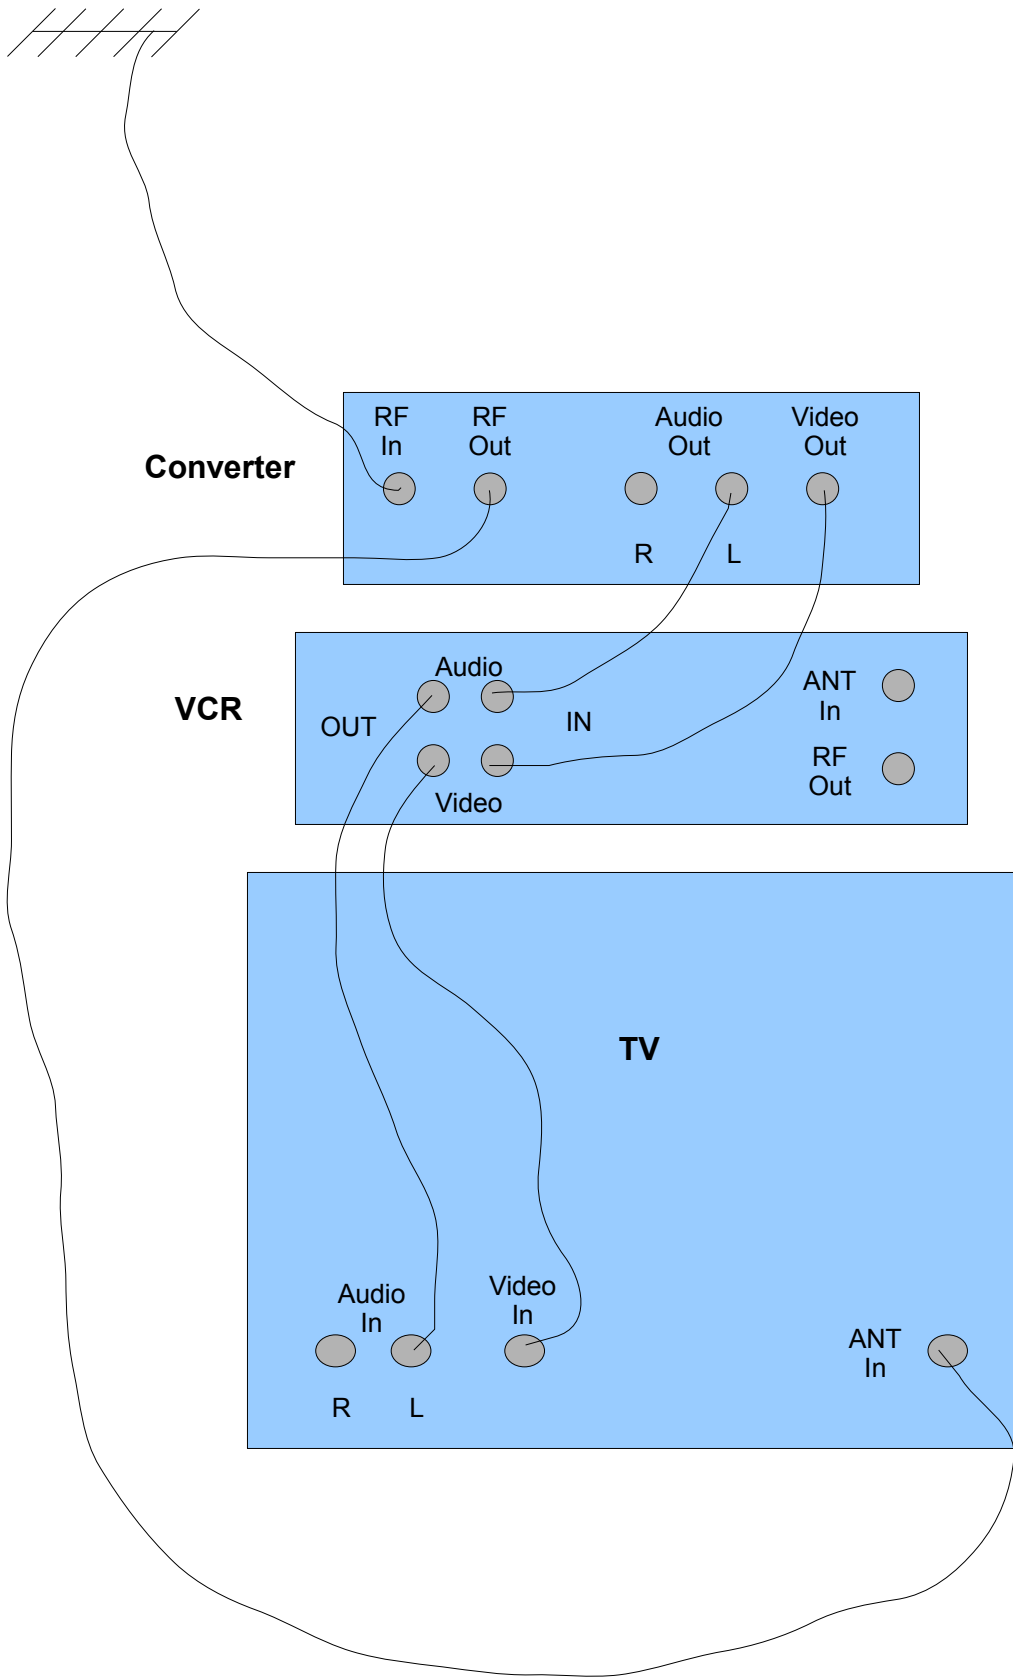 RF
In
RF
Out
Audio
Out
Video
Out
Converter
R
L
Audio
VCR
OUT
IN
ANT
In
RF
Out
Video
TV
Audio
In
Video
In
ANT
In
R
L